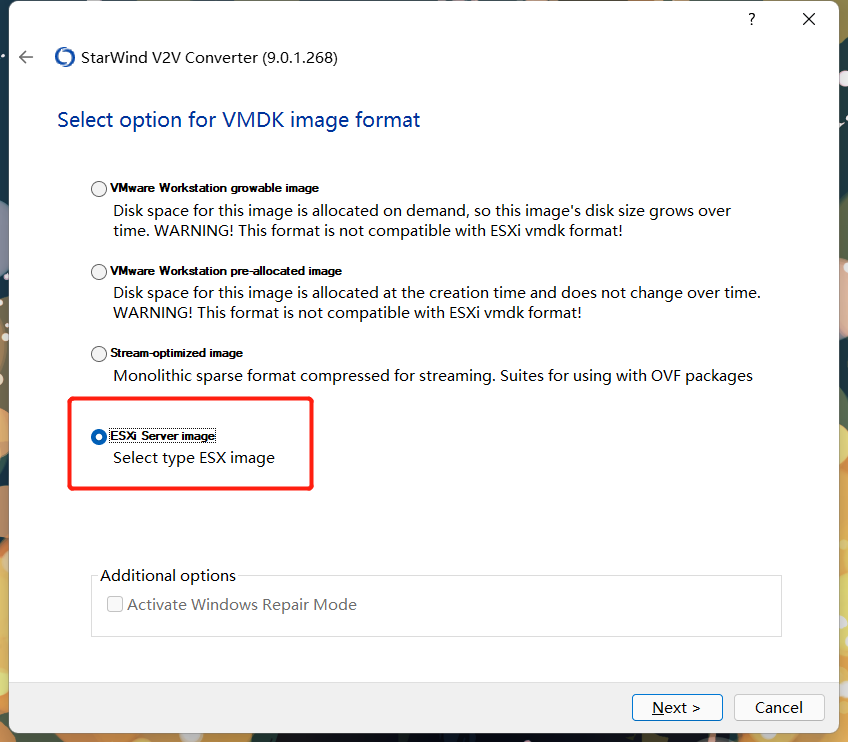 ?
StarWind V2V Converter (9.0.1.268)
Select option for VMDK image format
VMware Workstation growable image
Disk space for this image is allocated on demand, so this image's disk size grows over
time. WARNING! This format is not compatible with ESXi vmdk format!
VMware Workstation pre-allocated image
Disk space for this image is allocated at the creation time and does not change over time.
WARNING! This format is not compatible with ESXi vmdk format!
Stream-optimized image
Monolithic sparse format compressed for streaming. Suites for using with OVF packages
ESXi Server image
Select type ESX image
Additional options
Activate Windows Repair Mode
Next >
Cancel